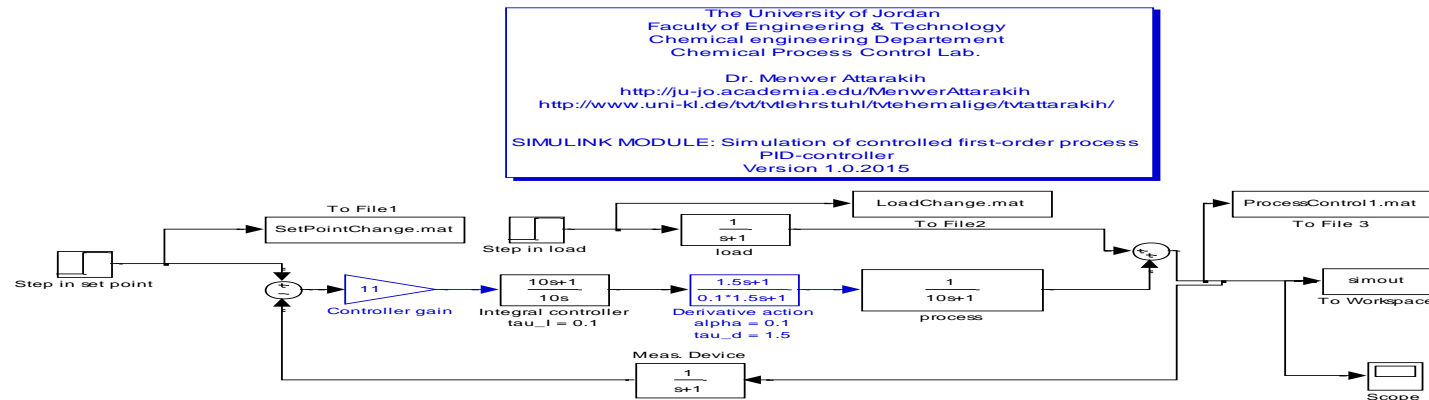 The University of Jordan
Faculty of Engineering & Technology
Chemical engineering Departement
Chemical Process Control Lab.
Dr. Menwer Attarakih
http://ju-jo.academia.edu/MenwerAttarakih
http://www.uni-kl.de/tvt/tvtlehrstuhl/tvtehemalige/tvtattarakih/
SIMULINK MODULE: Simulation of controlled first-order process
PID-controller
Version 1.0.2015
To File1
SetPointChange.mat
LoadChange.mat
To File2
ProcessControl1.mat
To File 3
Step in set point
Step in load
1
s+1
load
simout
To Workspace
11
Controller gain
10s+1
10s
Integral controller
tau_I = 0.1
1.5s+1
0.1*1.5s+1
Derivative action
alpha = 0.1
tau_d = 1.5
1
10s+1
process
Meas. Device
1
s+1
Scope